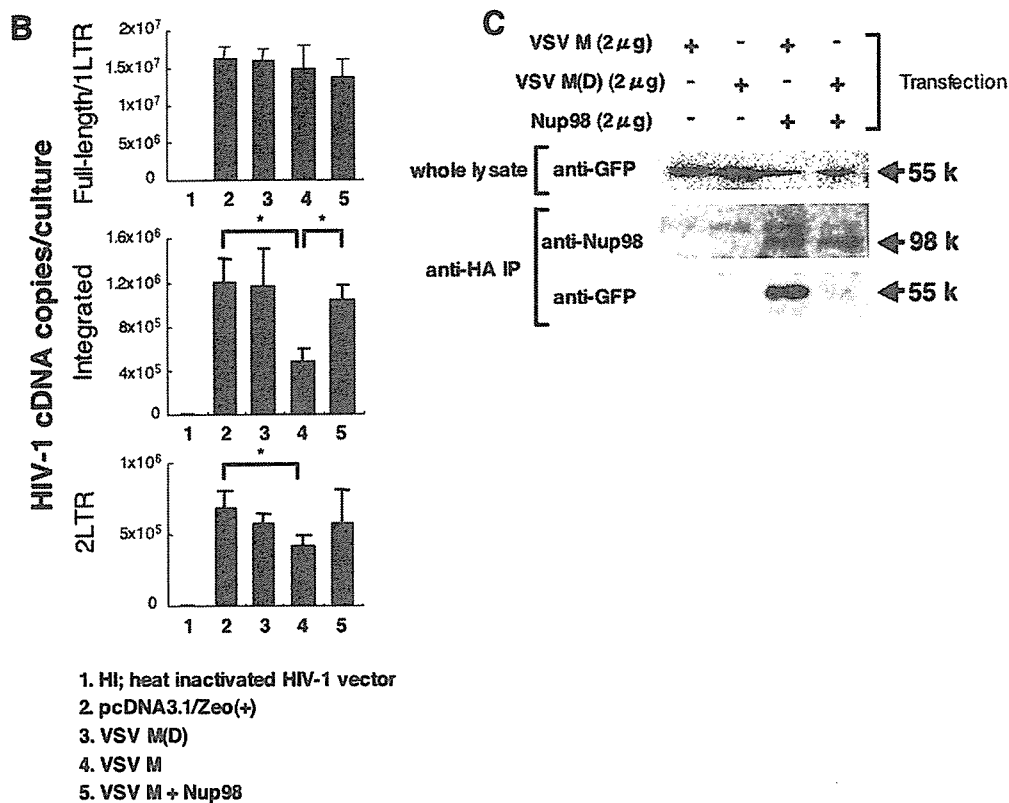 B
HIV-1 cDNA copies/culture
Full-length/1LTR
2x10⁷
1.5x10⁷
1x10⁷
5x10⁶
0
1 2 3 4 5
Integrated
1.6x10⁶
1.2x10⁶
8x10⁵
4x10⁵
0
* *
1 2 3 4 5
2LTR
1x10⁶
5x10⁵
0
*
1 2 3 4 5
1. HI; heat inactivated HIV-1 vector
2. pcDNA3.1/Zeo(+)
3. VSV M(D)
4. VSV M
5. VSV M + Nup98
C
VSV M (2μg) + - + -
VSV M(D) (2μg) - + - +
Nup98 (2μg) - - + +
Transfection
whole lysate anti-GFP 55 k
anti-HA IP
anti-Nup98 98 k
anti-GFP 55 k